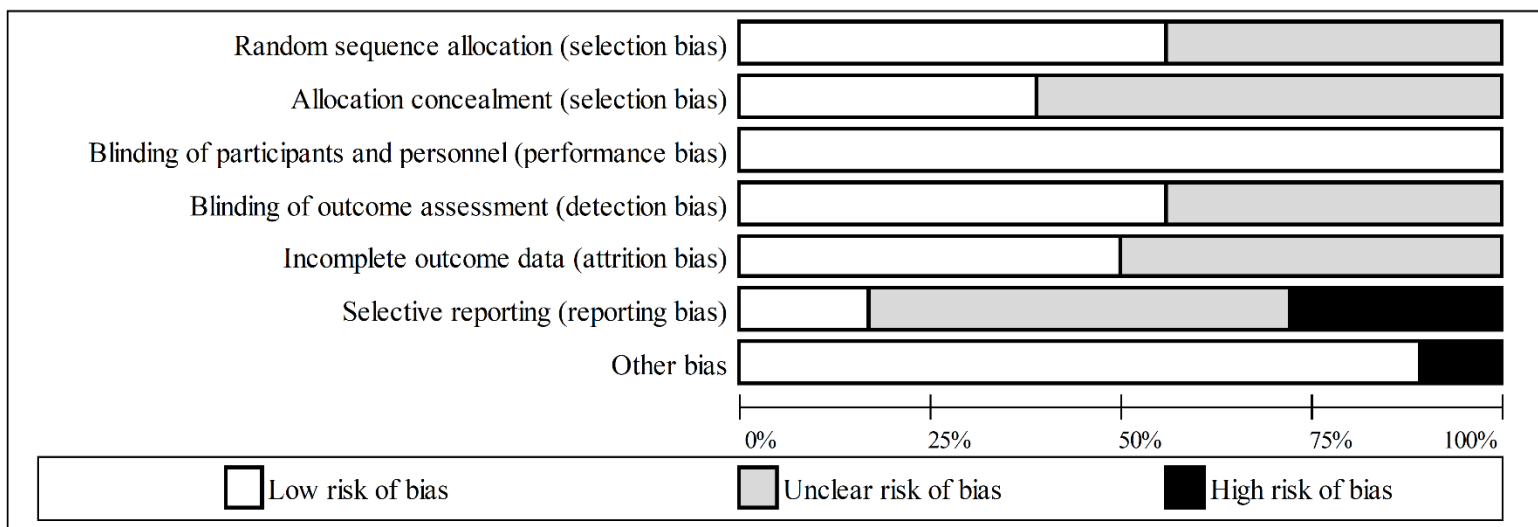 Random sequence allocation (selection bias)
Allocation concealment (selection bias)
Blinding of participants and personnel (performance bias)
Blinding of outcome assessment (detection bias)
Incomplete outcome data (attrition bias)
Selective reporting (reporting bias)
Other bias
0% 25% 50% 75% 100%
Low risk of bias Unclear risk of bias High risk of bias